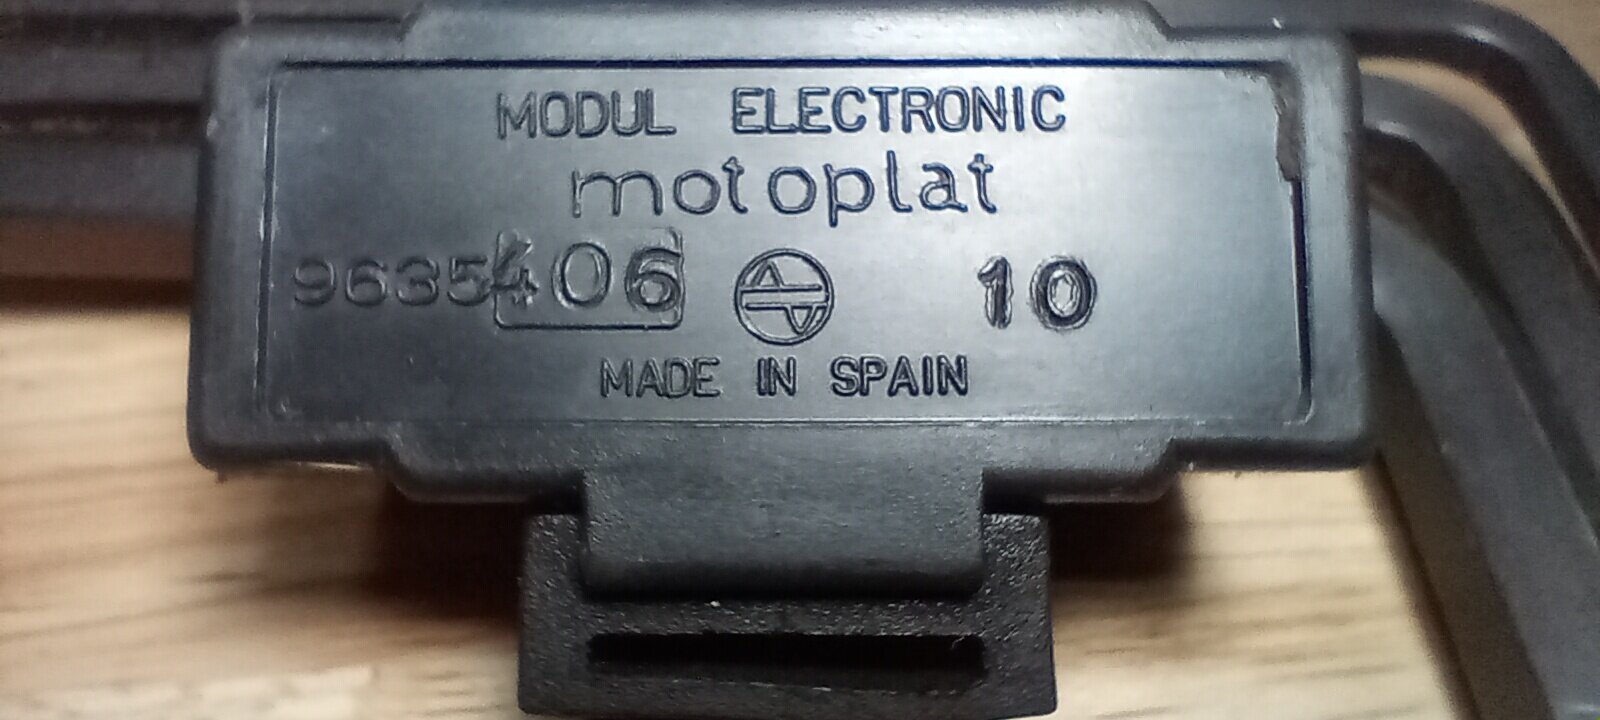 MODUL ELECTRONIC
motoplat
9635406 10
MADE IN SPAIN